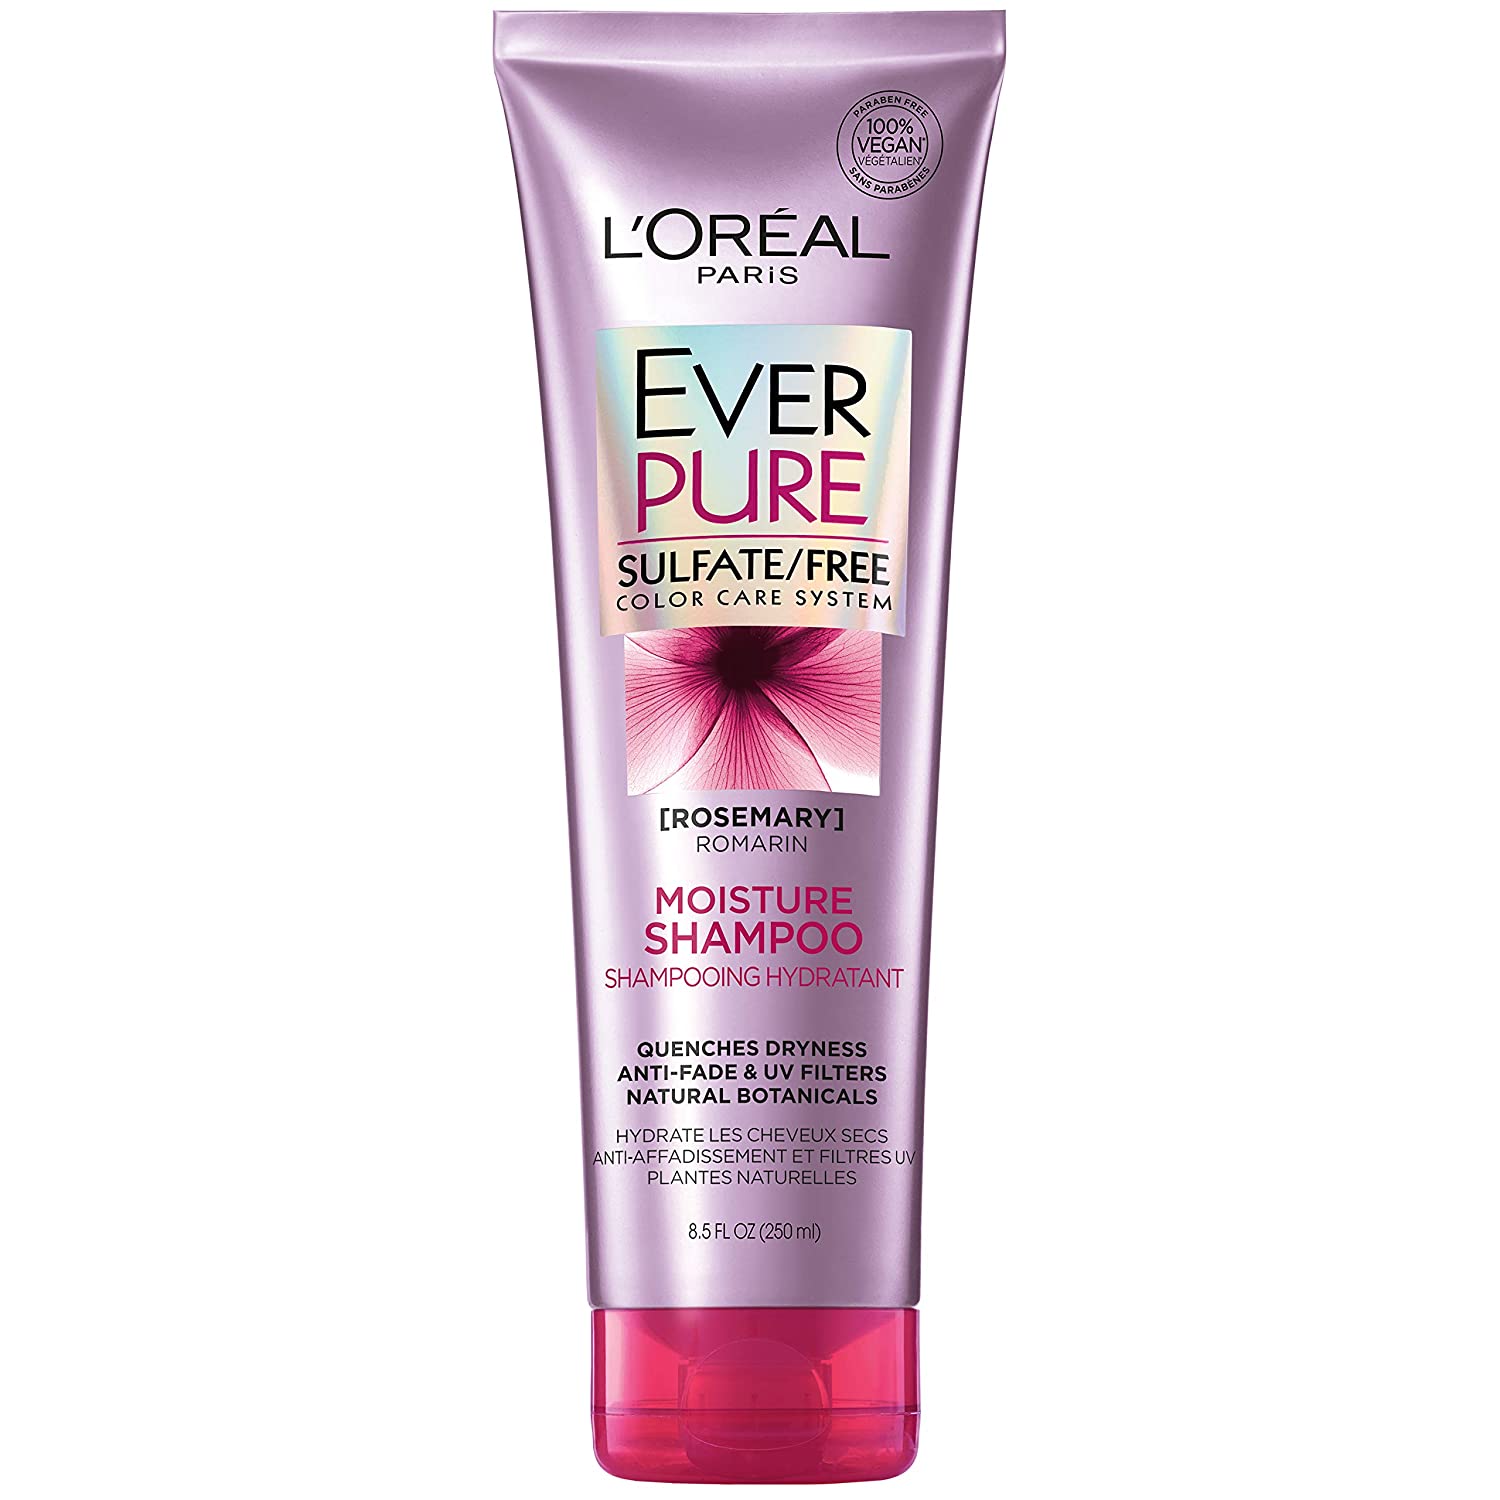 PARABEN FREE
100%
VEGAN*
VÉGÉTALIEN*
SANS PARABÈNES
L'ORÉAL
PARiS
EVER
PURE
SULFATE/FREE
COLOR CARE SYSTEM
[ROSEMARY]
ROMARIN
MOISTURE
SHAMPOO
SHAMPOOING HYDRATANT
QUENCHES DRYNESS
ANTI-FADE & UV FILTERS
NATURAL BOTANICALS
HYDRATE LES CHEVEUX SECS
ANTI-AFFADISSEMENT ET FILTRES UV
PLANTES NATURELLES
8.5 FL OZ (250 ml)